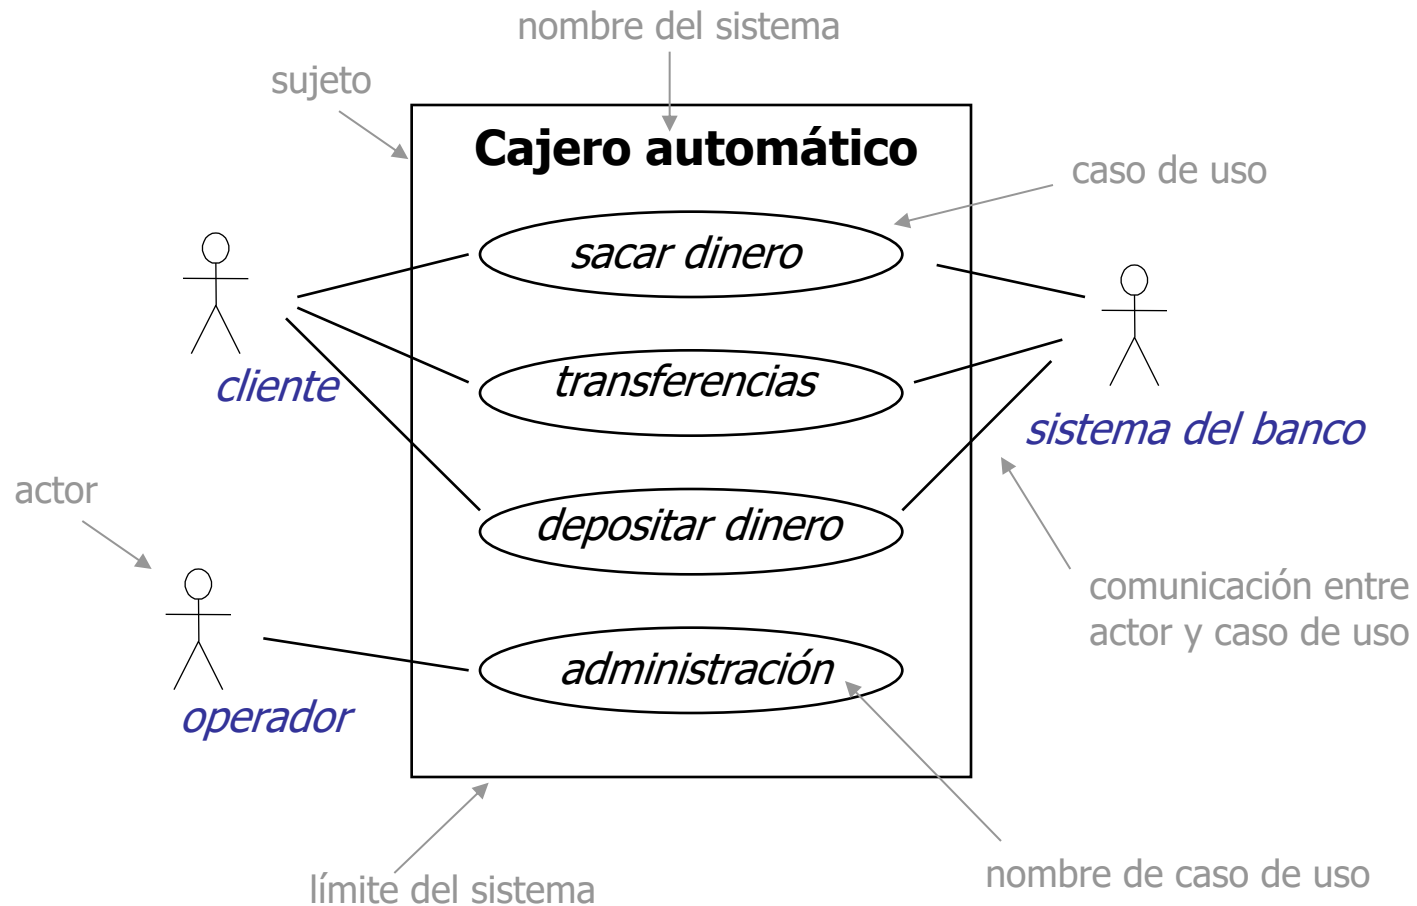 nombre del sistema
sujeto
Cajero automático
caso de uso
sacar dinero
transferencias
cliente
sistema del banco
actor
depositar dinero
comunicación entre
actor y caso de uso
administración
operador
nombre de caso de uso
límite del sistema